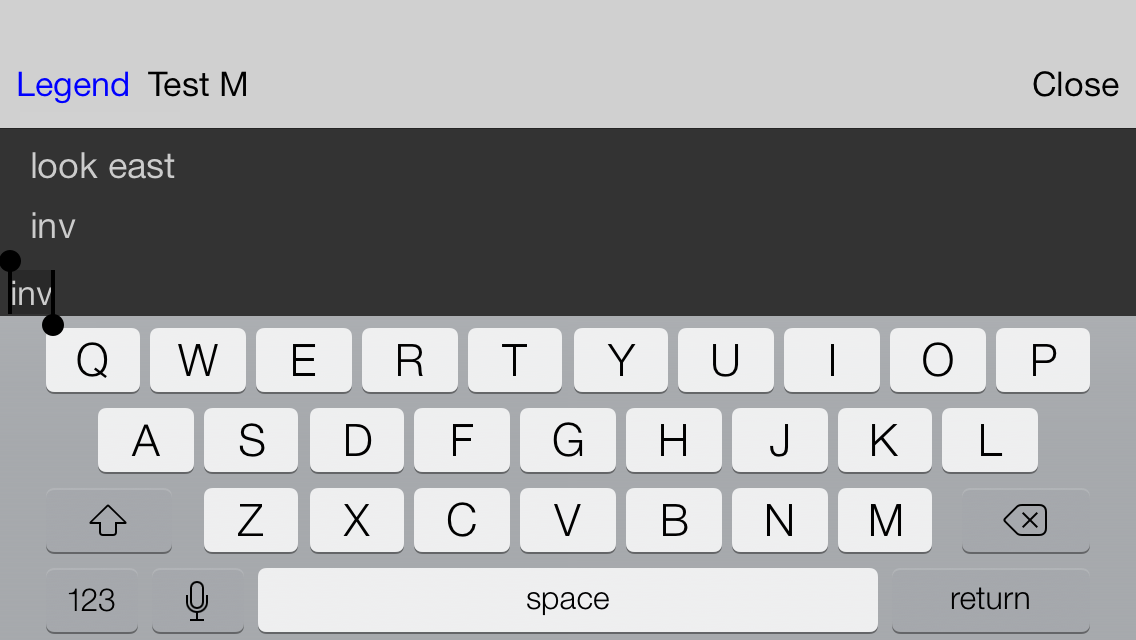 Legend Test M Close
look east
inv
inv
Q W E R T Y U I O P
A S D F G H J K L
Z X C V B N M
123 space return